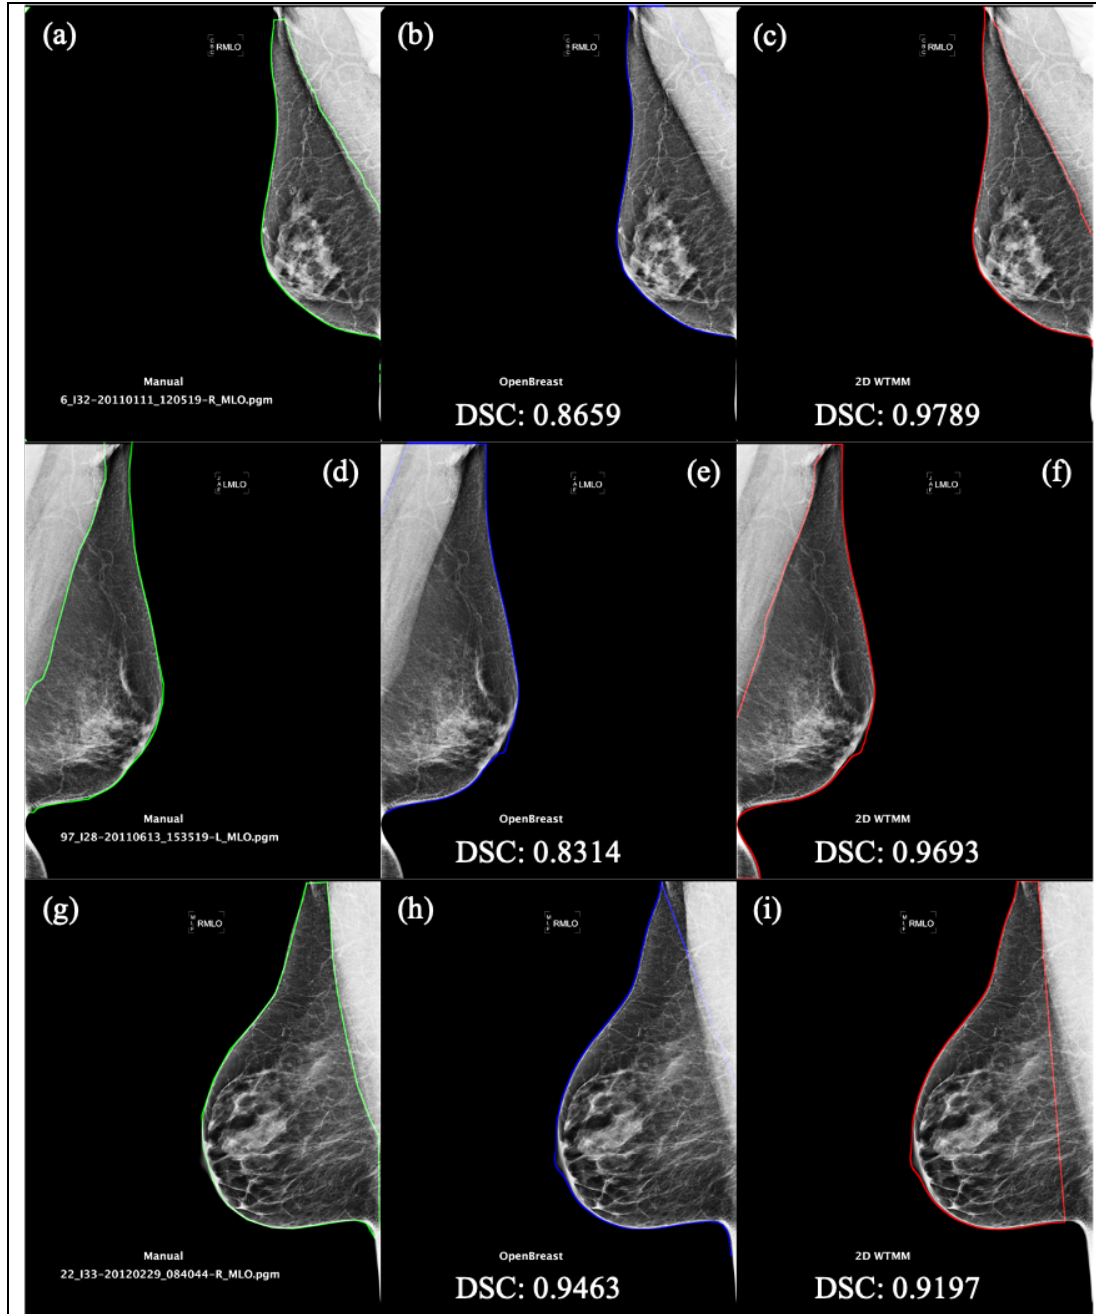 (a)
RMLO
(b)
RMLO
(c)
RMLO
Manual
6_I32-20110111_120519-R_MLO.pgm
OpenBreast
DSC: 0.8659
2D WTMM
DSC: 0.9789
(d)
LMLO
(e)
LMLO
(f)
LMLO
Manual
97_I28-20110613_153519-L_MLO.pgm
OpenBreast
DSC: 0.8314
2D WTMM
DSC: 0.9693
(g)
RMLO
(h)
RMLO
(i)
RMLO
Manual
22_I33-20120229_084044-R_MLO.pgm
OpenBreast
DSC: 0.9463
2D WTMM
DSC: 0.9197